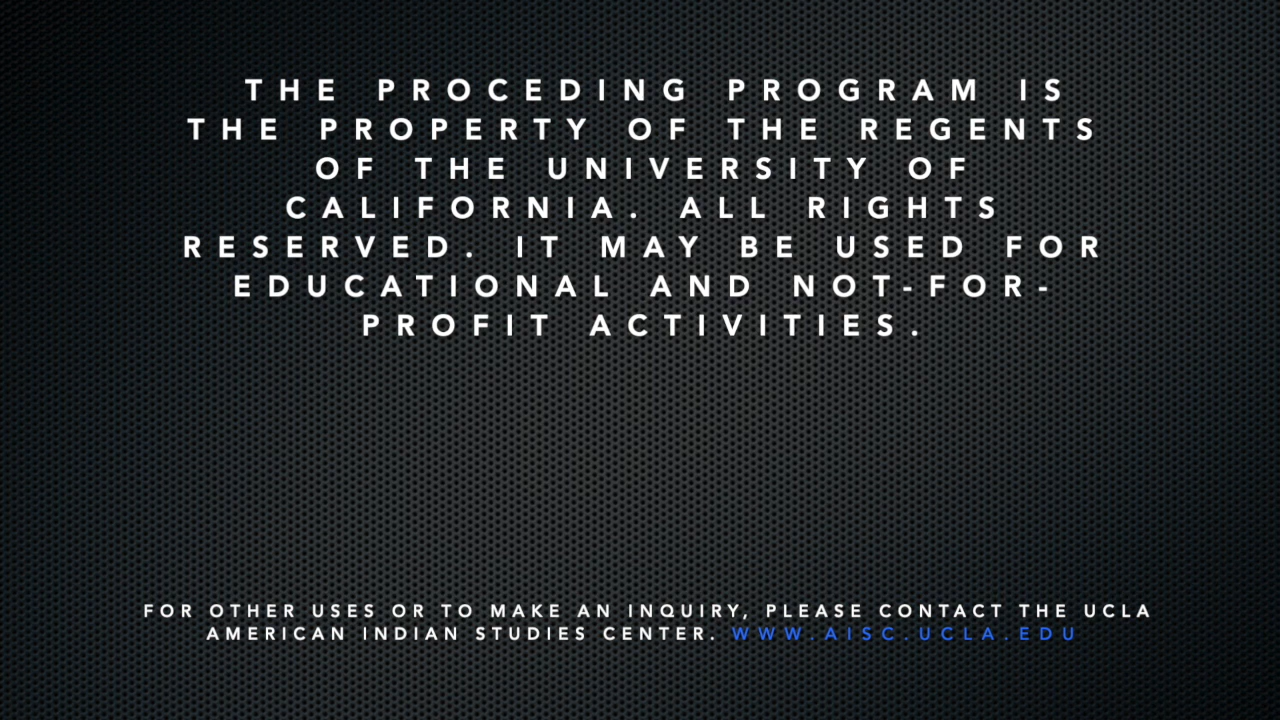 THE PROCEDING PROGRAM IS
THE PROPERTY OF THE REGENTS
OF THE UNIVERSITY OF
CALIFORNIA. ALL RIGHTS
RESERVED. IT MAY BE USED FOR
EDUCATIONAL AND NOT-FOR-
PROFIT ACTIVITIES.
FOR OTHER USES OR TO MAKE AN INQUIRY, PLEASE CONTACT THE UCLA
AMERICAN INDIAN STUDIES CENTER. WWW.AISC.UCLA.EDU